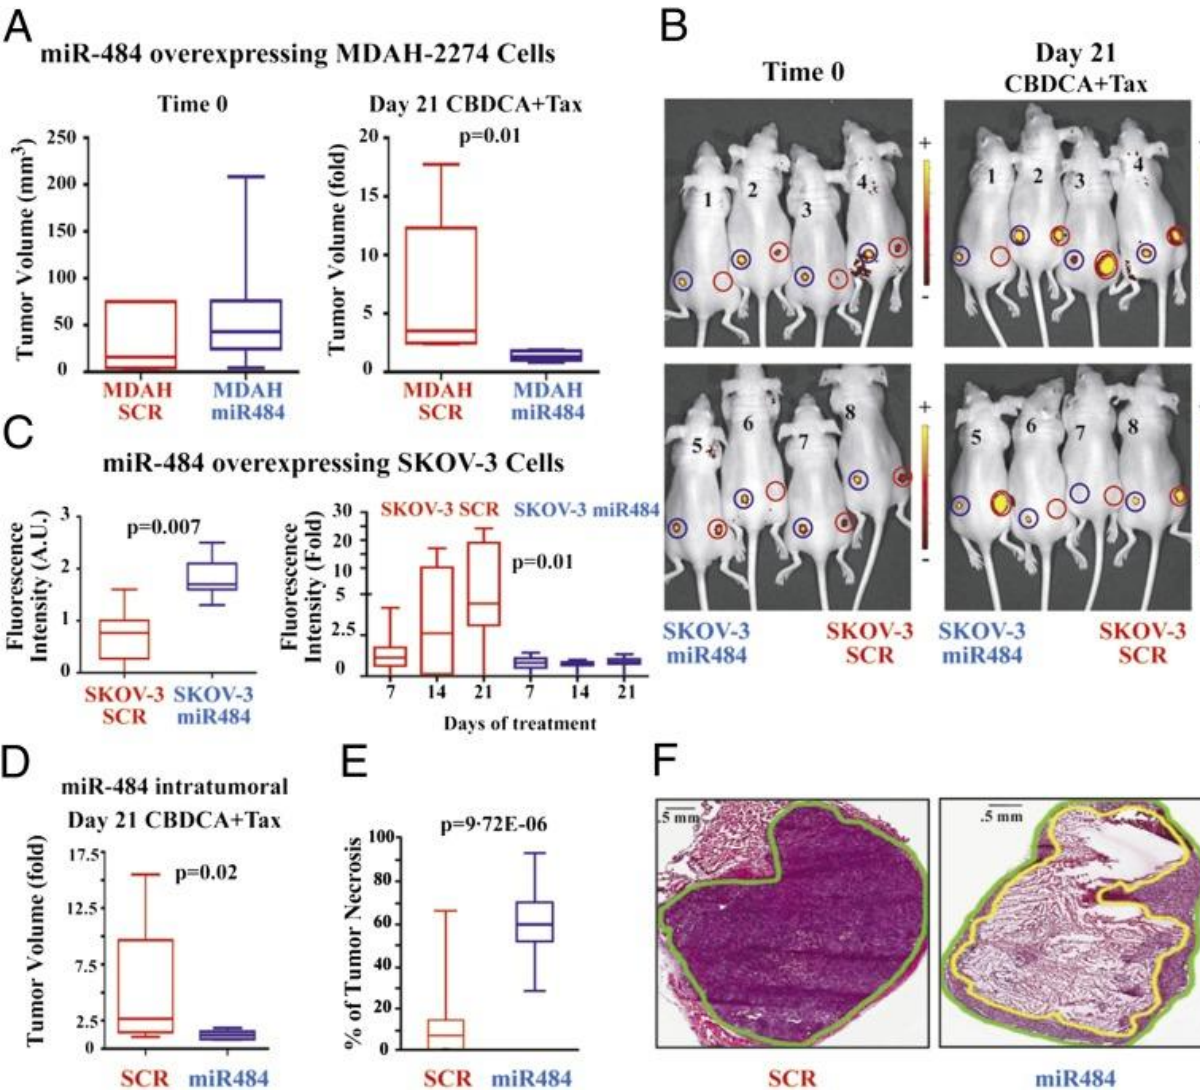 A
miR-484 overexpressing MDAH-2274 Cells
Time 0
Day 21 CBDCA+Tax
p=0.01
Tumor Volume (mm³)
250
200
150
100
50
0
MDAH
SCR
MDAH
miR484
Tumor Volume (fold)
20
15
10
5
0
MDAH
SCR
MDAH
miR484
B
Time 0
Day 21
CBDCA+Tax
1
2
3
4
+
-
1
2
3
4
5
6
7
8
+
-
5
6
7
8
SKOV-3
miR484
SKOV-3
SCR
SKOV-3
miR484
SKOV-3
SCR
C
miR-484 overexpressing SKOV-3 Cells
Fluorescence
Intensity (A.U.)
3
2
1
0
p=0.007
SKOV-3
SCR
SKOV-3
miR484
Fluorescence
Intensity (Fold)
30
20
10
5
2.5
0
SKOV-3 SCR
SKOV-3 miR484
p=0.01
7
14
21
7
14
21
Days of treatment
D
miR-484 intratumoral
Day 21 CBDCA+Tax
Tumor Volume (fold)
17.5
12.5
7.5
2.5
0
p=0.02
SCR
miR484
E
p=9·72E-06
% of Tumor Necrosis
100
80
60
40
20
0
SCR
miR484
F
.5 mm
.5 mm
SCR
miR484